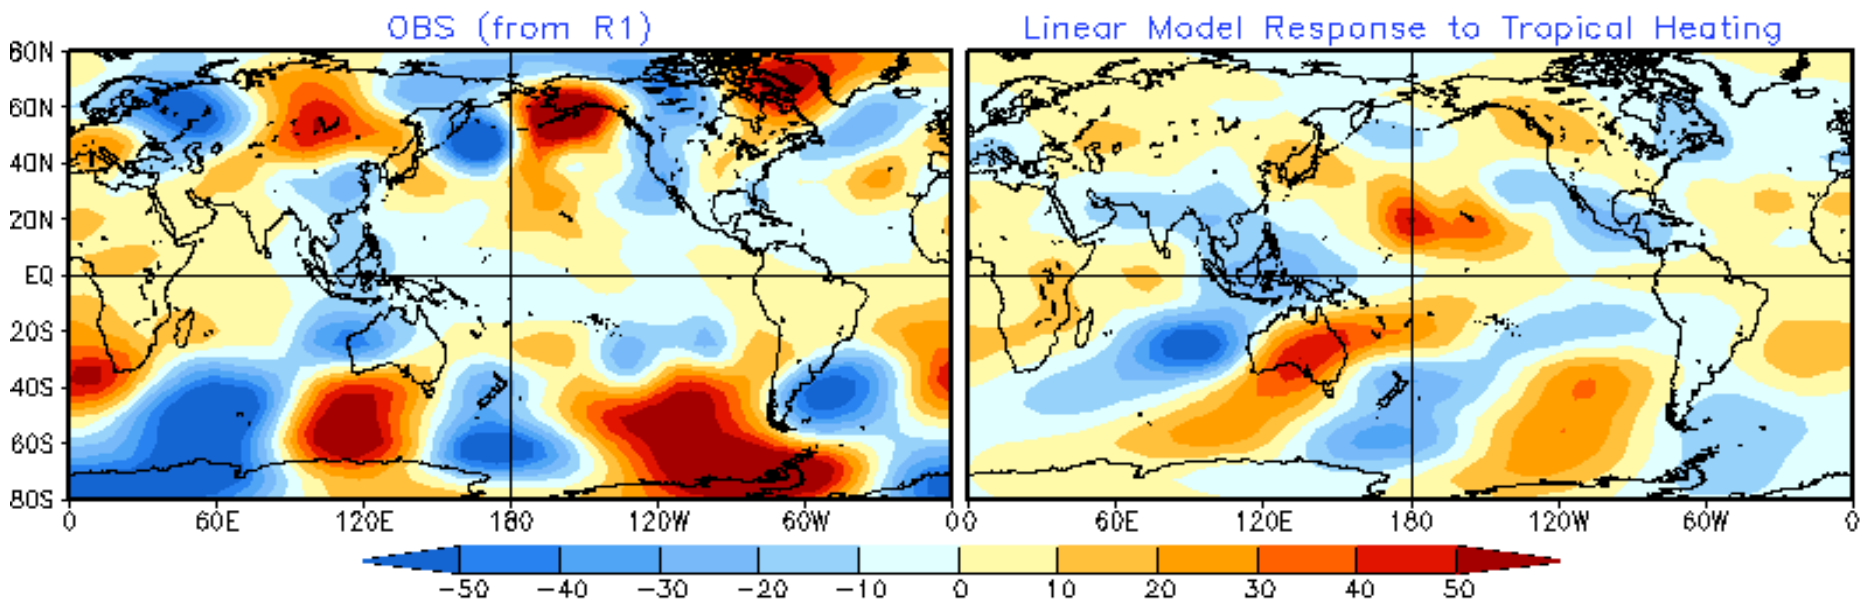 OBS (from R1)
Linear Model Response to Tropical Heating
80N
60N
40N
20N
EQ
20S
40S
60S
80S
0 60E 120E 180 120W 60W 0
0 60E 120E 180 120W 60W 0
-50 -40 -30 -20 -10 0 10 20 30 40 50